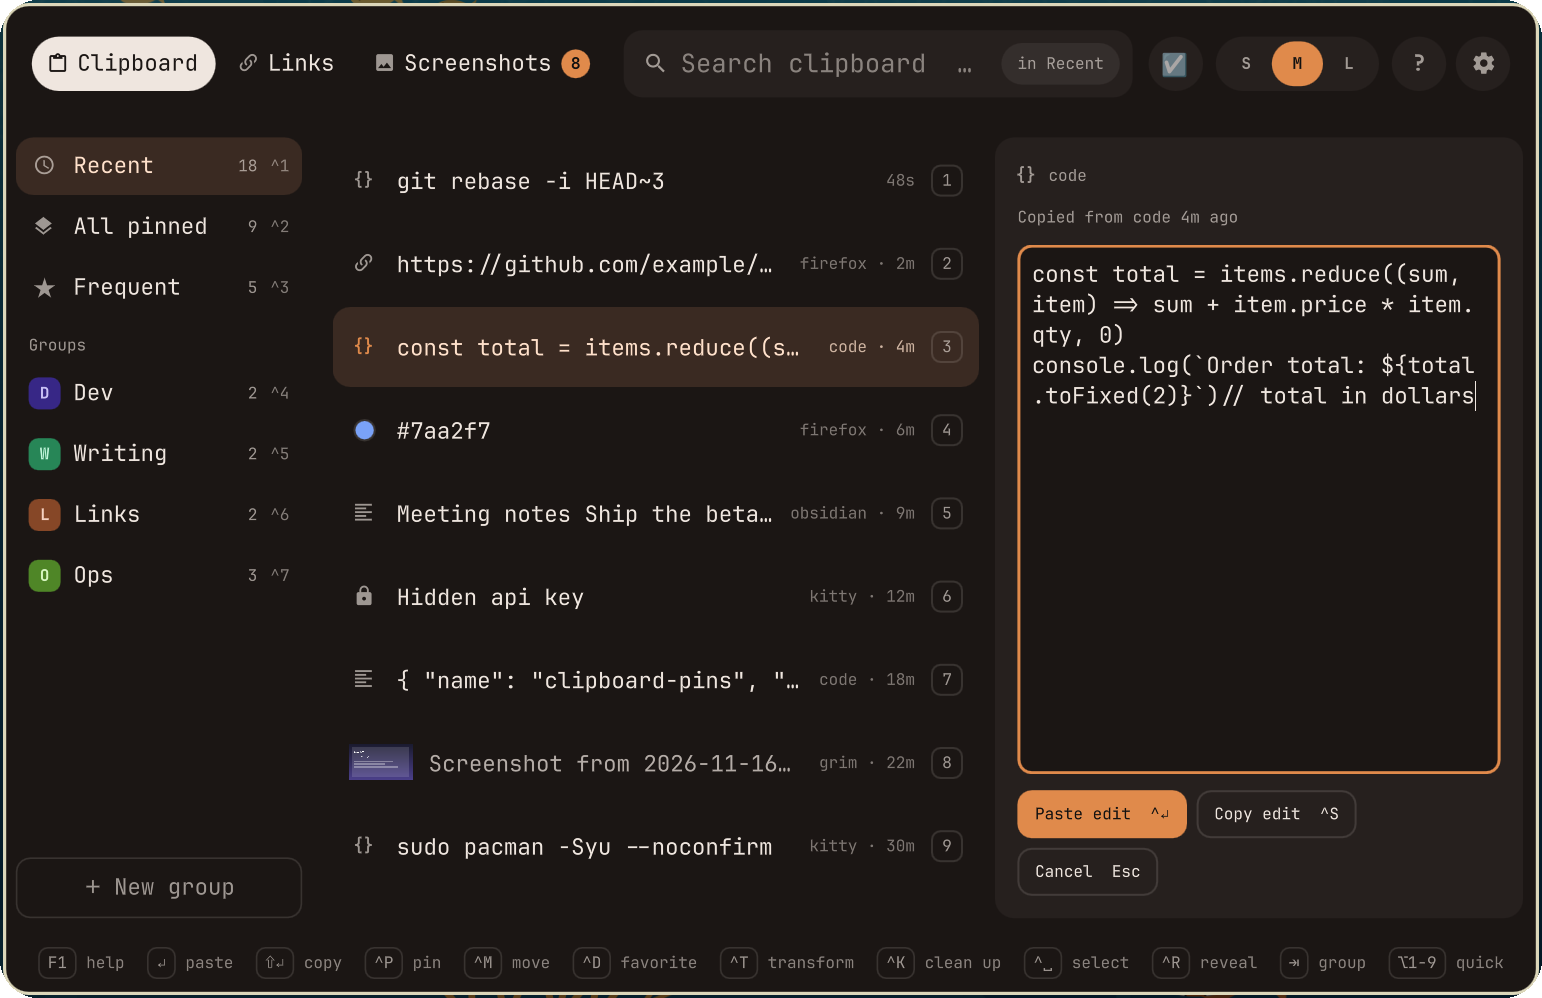 Clipboard
Links
Screenshots 8
Search clipboard …
in Recent
S M L
?
Recent 18 ^1
All pinned 9 ^2
Frequent 5 ^3
Groups
D Dev 2 ^4
W Writing 2 ^5
L Links 2 ^6
O Ops 3 ^7
+ New group
{} git rebase -i HEAD~3 48s 1
https://github.com/example/… firefox · 2m 2
{} const total = items.reduce((s… code · 4m 3
#7aa2f7 firefox · 6m 4
Meeting notes Ship the beta… obsidian · 9m 5
Hidden api key kitty · 12m 6
{ "name": "clipboard-pins", "… code · 18m 7
Screenshot from 2026-11-16… grim · 22m 8
{} sudo pacman -Syu --noconfirm kitty · 30m 9
{} code
Copied from code 4m ago
const total = items.reduce((sum,
item) => sum + item.price * item.
qty, 0)
console.log(`Order total: ${total
.toFixed(2)}`)// total in dollars
Paste edit ^↵
Copy edit ^S
Cancel Esc
F1 help ↵ paste ⇧↵ copy ^P pin ^M move ^D favorite ^T transform ^K clean up ^␣ select ^R reveal ⇥ group ⌥1-9 quick